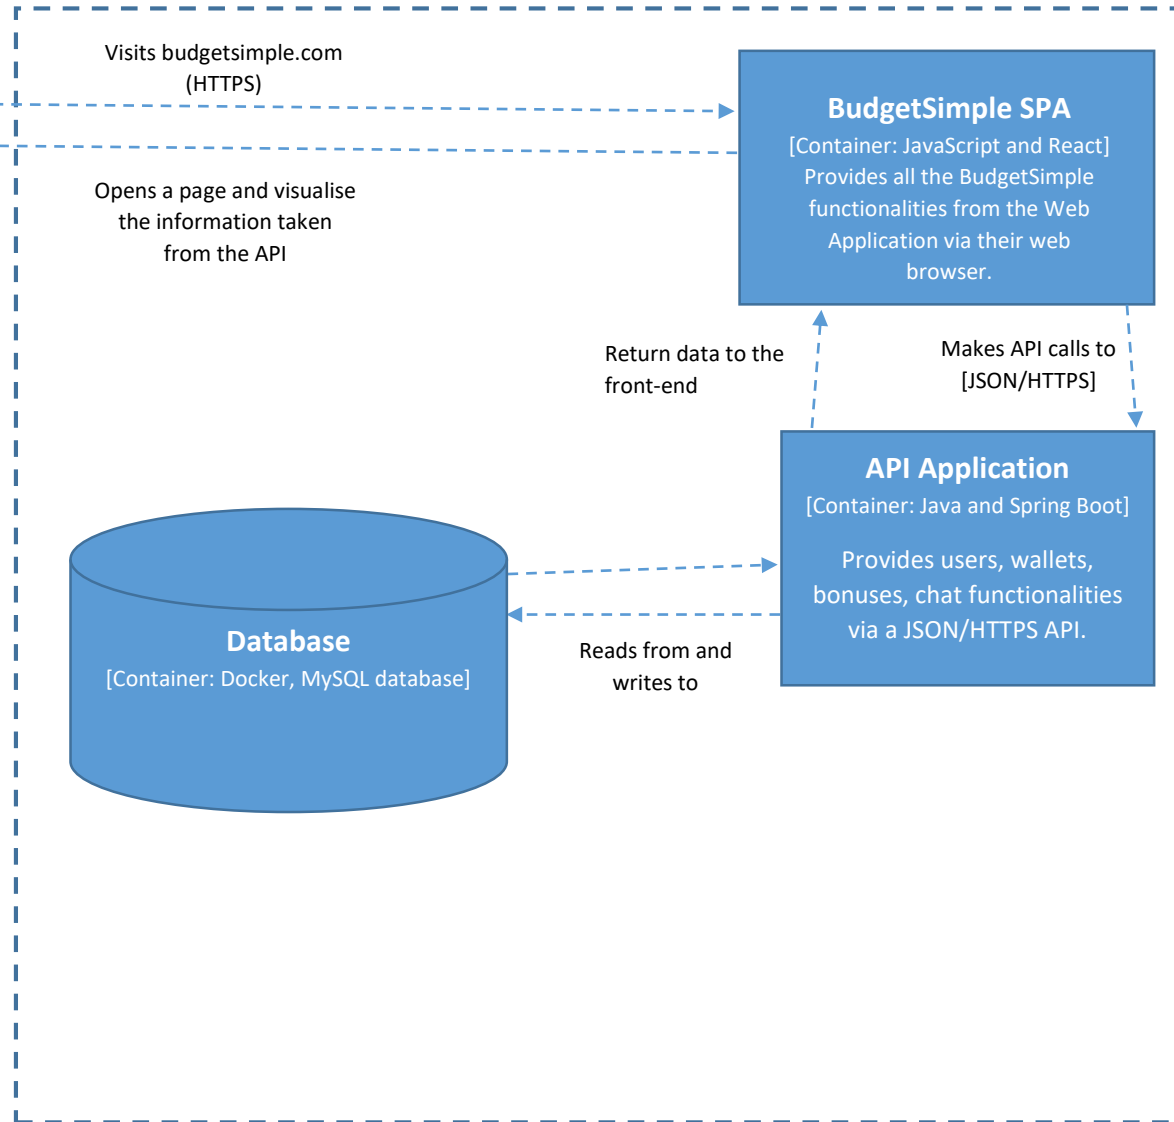 Visits budgetsimple.com
(HTTPS)
BudgetSimple SPA
[Container: JavaScript and React]
Provides all the BudgetSimple
functionalities from the Web
Application via their web
browser.
Opens a page and visualise
the information taken
from the API
Return data to the
front-end
Makes API calls to
[JSON/HTTPS]
API Application
[Container: Java and Spring Boot]
Provides users, wallets,
bonuses, chat functionalities
via a JSON/HTTPS API.
Database
[Container: Docker, MySQL database]
Reads from and
writes to